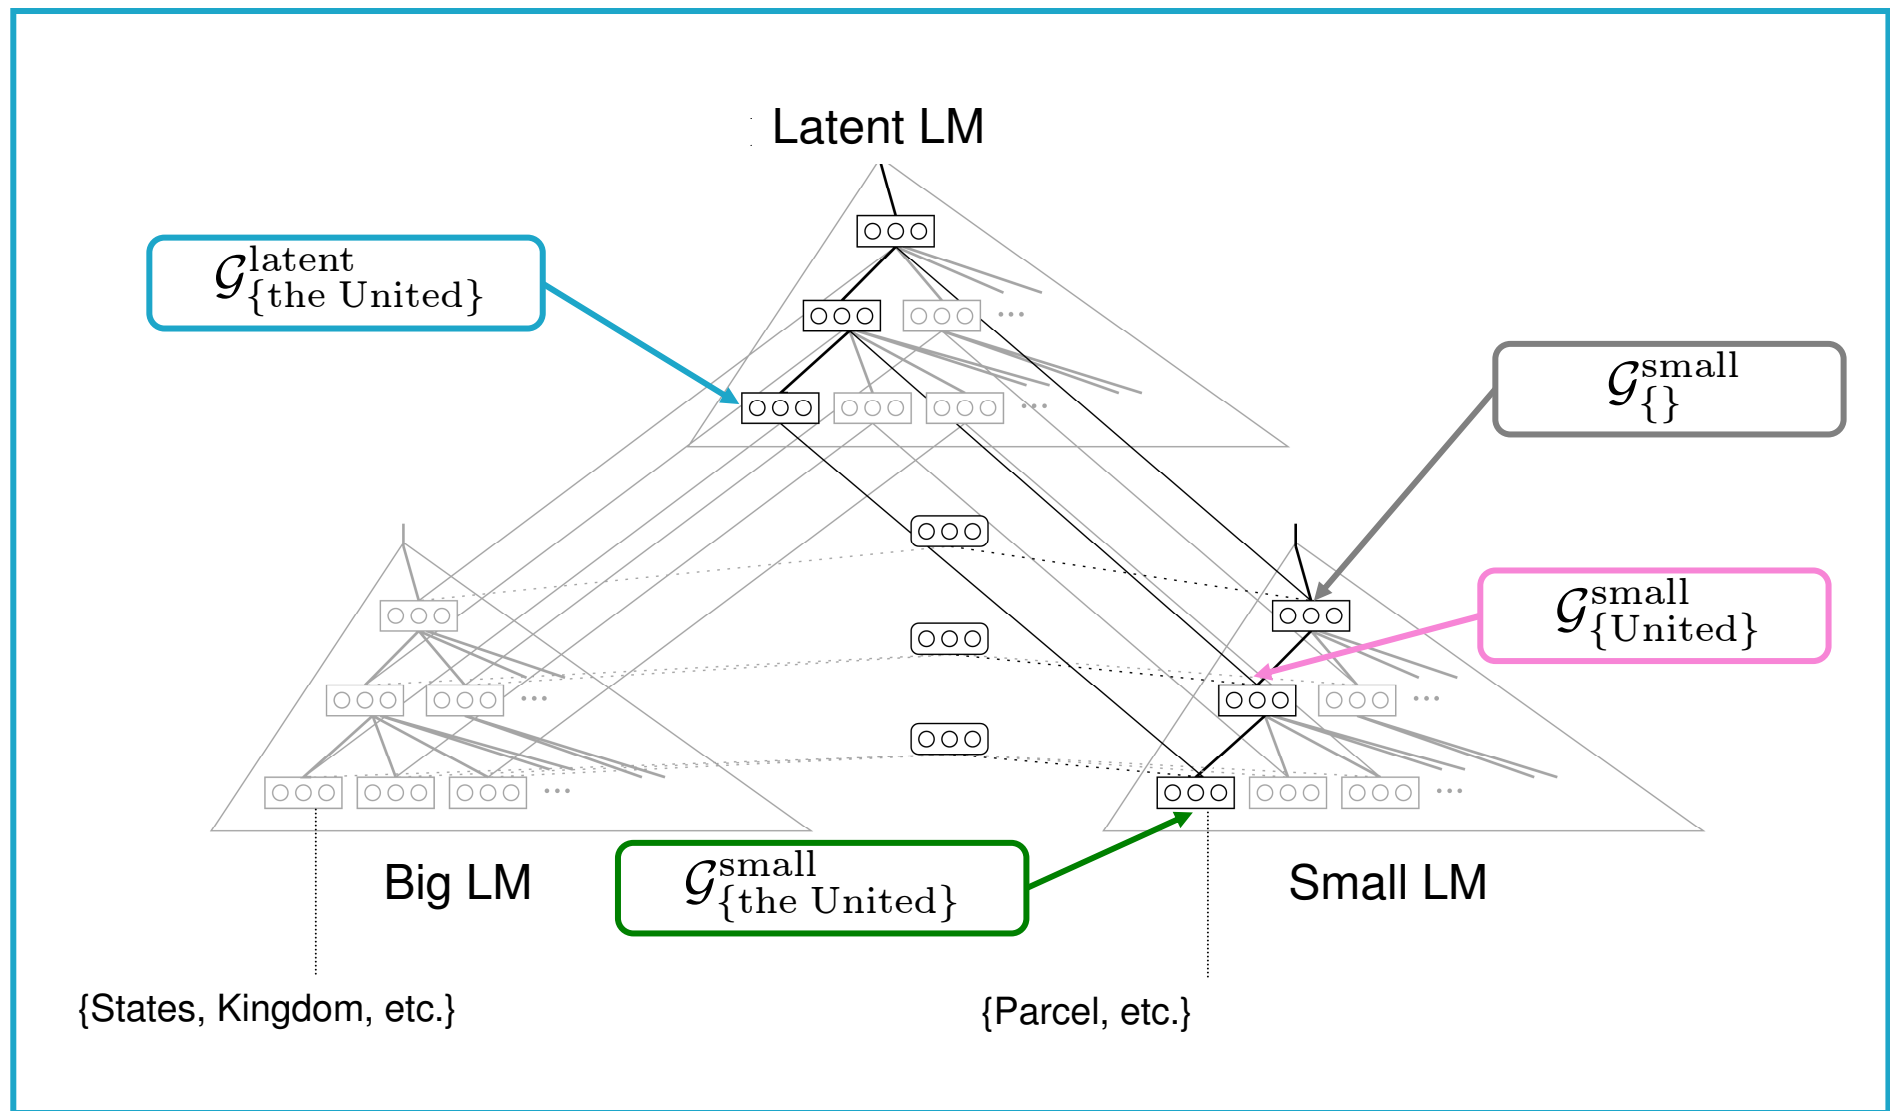 Latent LM
𝒢^latent_{the United}
𝒢^small_{}
𝒢^small_{United}
Big LM
𝒢^small_{the United}
Small LM
{States, Kingdom, etc.}
{Parcel, etc.}